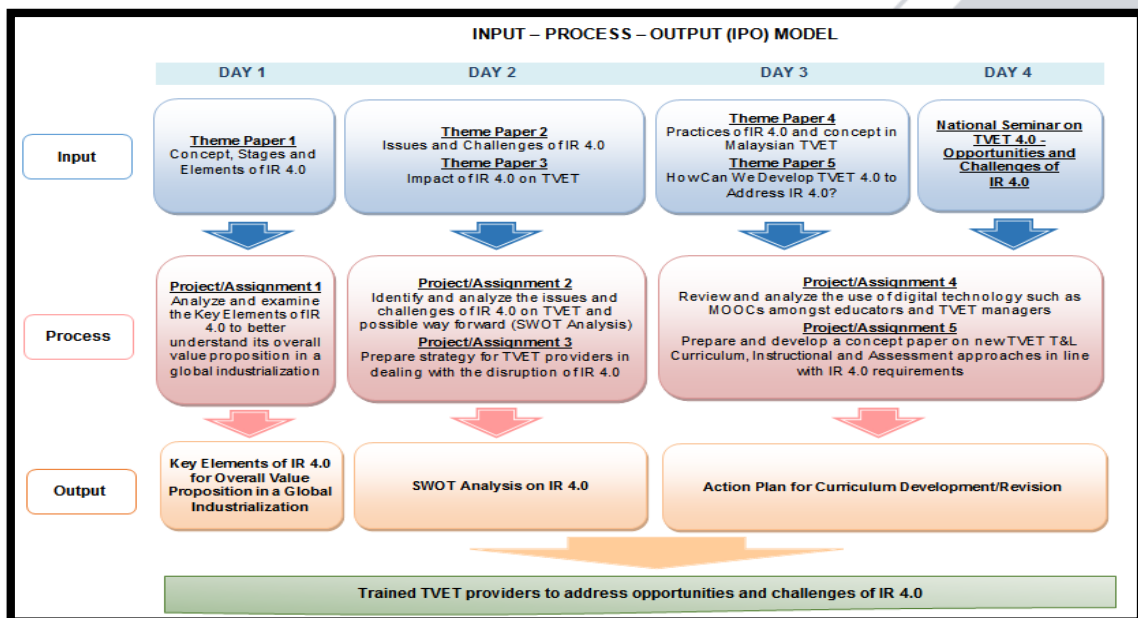 INPUT – PROCESS – OUTPUT (IPO) MODEL
DAY 1
DAY 2
DAY 3
DAY 4
Input
Theme Paper 1
Concept, Stages and
Elements of IR 4.0
Theme Paper 2
Issues and Challenges of IR 4.0
Theme Paper 3
Impact of IR 4.0 on TVET
Theme Paper 4
Practices of IR 4.0 and concept in
Malaysian TVET
Theme Paper 5
How Can We Develop TVET 4.0 to
Address IR 4.0?
National Seminar on
TVET 4.0 -
Opportunities and
Challenges of
IR 4.0
Process
Project/Assignment 1
Analyze and examine
the Key Elements of IR
4.0 to better
understand its overall
value proposition in a
global industrialization
Project/Assignment 2
Identify and analyze the issues and
challenges of IR 4.0 on TVET and
possible way forward (SWOT Analysis)
Project/Assignment 3
Prepare strategy for TVET providers in
dealing with the disruption of IR 4.0
Project/Assignment 4
Review and analyze the use of digital technology such as
MOOCs amongst educators and TVET managers
Project/Assignment 5
Prepare and develop a concept paper on new TVET T&L
Curriculum, Instructional and Assessment approaches in line
with IR 4.0 requirements
Output
Key Elements of IR 4.0
for Overall Value
Proposition in a Global
Industrialization
SWOT Analysis on IR 4.0
Action Plan for Curriculum Development/Revision
Trained TVET providers to address opportunities and challenges of IR 4.0